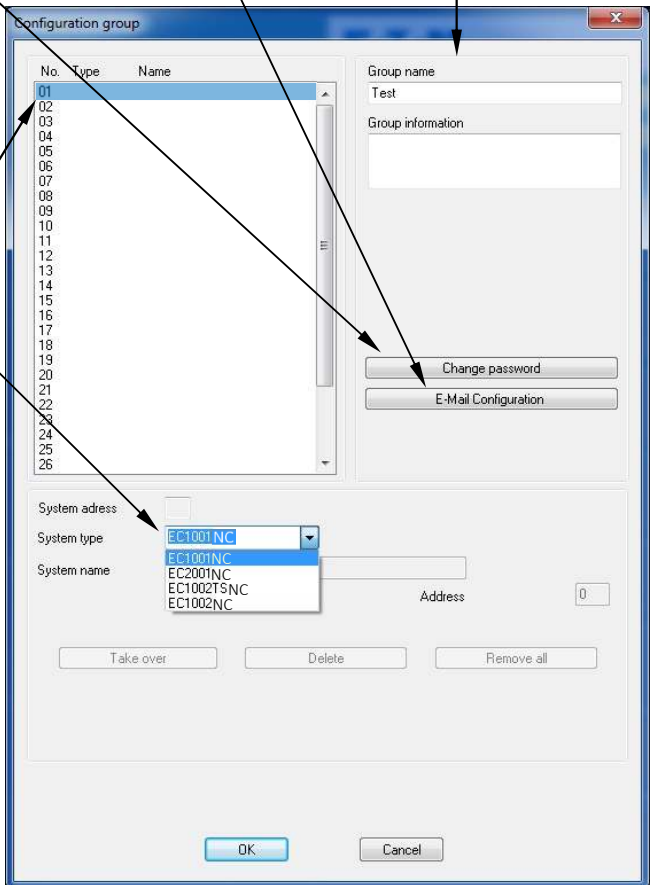 Configuration group
No. Type Name
01
02
03
04
05
06
07
08
09
10
11
12
13
14
15
16
17
18
19
20
21
22
23
24
25
26
Group name
Test
Group information
Change password
E-Mail Configuration
System adress
System type
EC1001NC
EC1001NC
EC2001NC
EC1002TSNC
EC1002NC
System name
Address
0
Take over
Delete
Remove all
OK
Cancel